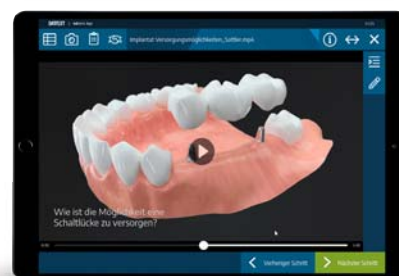 Implantat Versorgungsmöglichkeiten_Sattler.mp4
Wie ist die Möglichkeit eine
Schaltlücke zu versorgen?
Vorheriger Schritt
Nächster Schritt